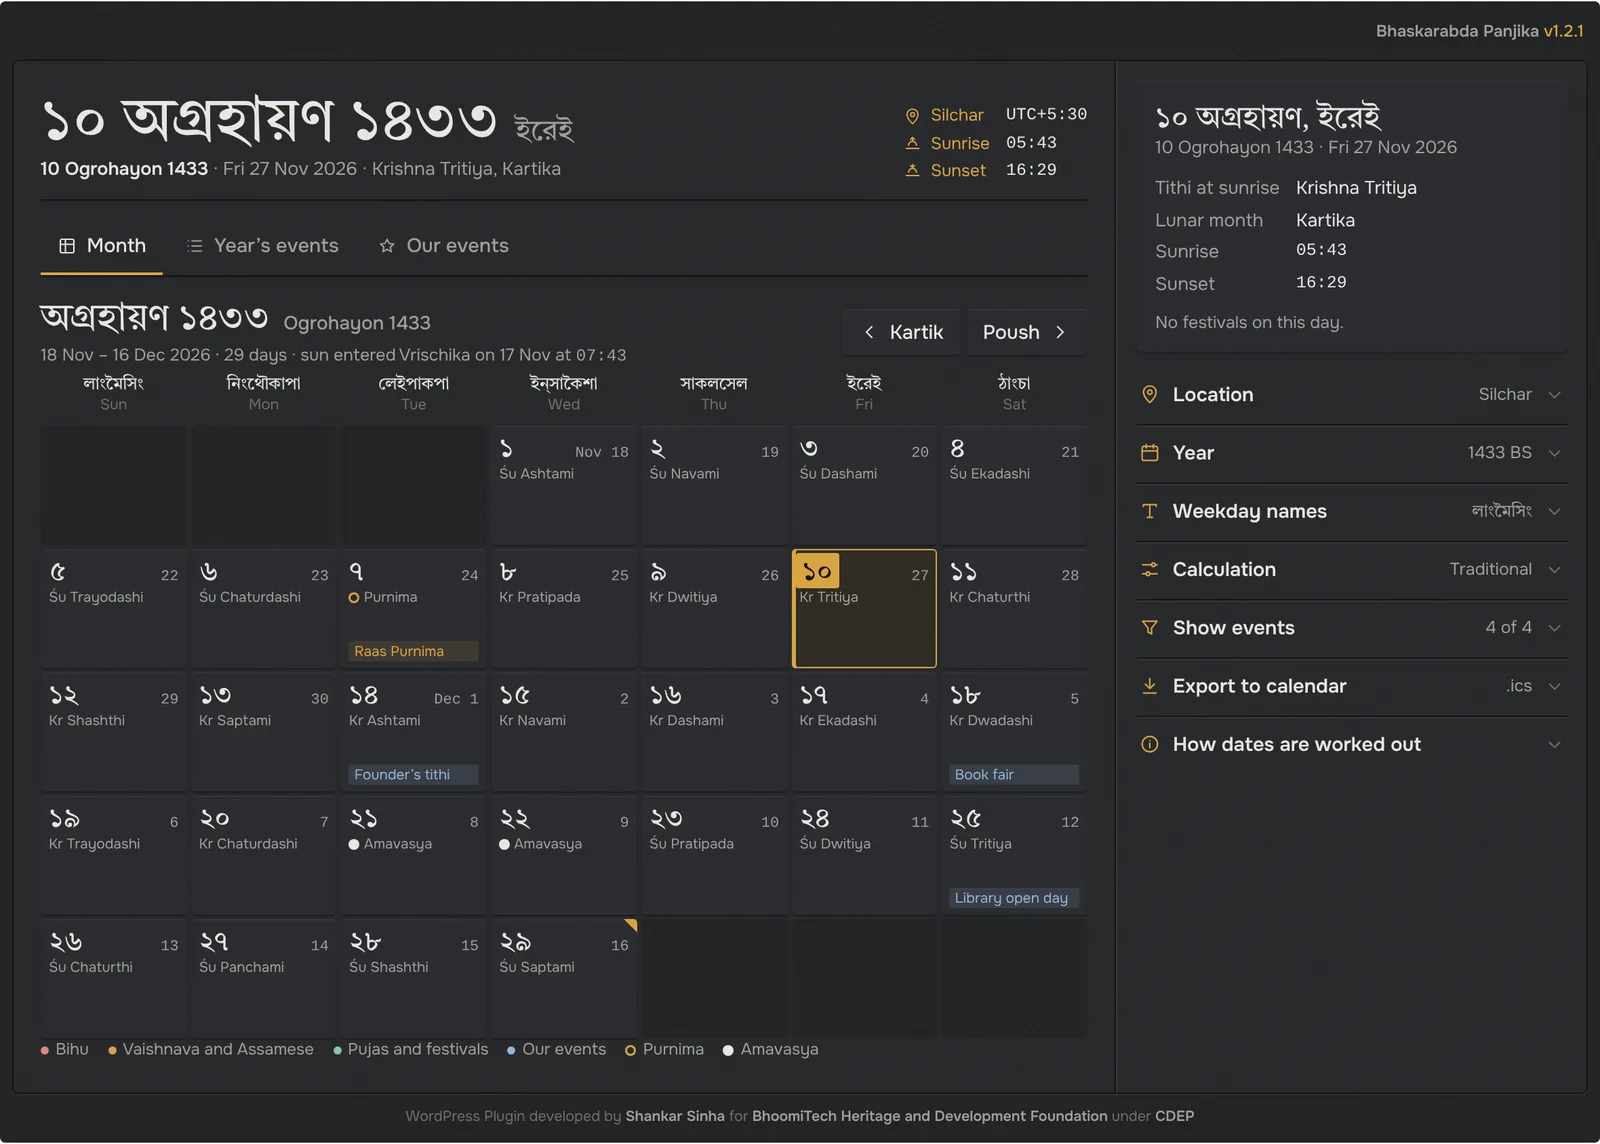 Bhaskarabda Panjika v1.2.1
১০ অগ্রহায়ণ ১৪৩৩ ইরেই
10 Ogrohayon 1433 · Fri 27 Nov 2026 · Krishna Tritiya, Kartika
Silchar UTC+5:30
Sunrise 05:43
Sunset 16:29
Month Year’s events Our events
অগ্রহায়ণ ১৪৩৩ Ogrohayon 1433
18 Nov – 16 Dec 2026 · 29 days · sun entered Vrischika on 17 Nov at 07:43
Kartik Poush
লাংমৈসিং নিংথৌকাপা লেইপাকপা ইন্সাকৈশা সাকলসেল ইরেই ঠাংচা
Sun Mon Tue Wed Thu Fri Sat
১ Nov 18 ২ 19 ৩ 20 ৪ 21
Śu Ashtami Śu Navami Śu Dashami Śu Ekadashi
৫ 22 ৬ 23 ৭ 24 ৮ 25 ৯ 26 ১০ 27 ১১ 28
Śu Trayodashi Śu Chaturdashi Purnima Kr Pratipada Kr Dwitiya Kr Tritiya Kr Chaturthi
Raas Purnima
১২ 29 ১৩ 30 ১৪ Dec 1 ১৫ 2 ১৬ 3 ১৭ 4 ১৮ 5
Kr Shashthi Kr Saptami Kr Ashtami Kr Navami Kr Dashami Kr Ekadashi Kr Dwadashi
Founder’s tithi Book fair
১৯ 6 ২০ 7 ২১ 8 ২২ 9 ২৩ 10 ২৪ 11 ২৫ 12
Kr Trayodashi Kr Chaturdashi Amavasya Amavasya Śu Pratipada Śu Dwitiya Śu Tritiya
Library open day
২৬ 13 ২৭ 14 ২৮ 15 ২৯ 16
Śu Chaturthi Śu Panchami Śu Shashthi Śu Saptami
Bihu Vaishnava and Assamese Pujas and festivals Our events Purnima Amavasya
১০ অগ্রহায়ণ, ইরেই
10 Ogrohayon 1433 · Fri 27 Nov 2026
Tithi at sunrise Krishna Tritiya
Lunar month Kartika
Sunrise 05:43
Sunset 16:29
No festivals on this day.
Location Silchar
Year 1433 BS
Weekday names লাংমৈসিং
Calculation Traditional
Show events 4 of 4
Export to calendar .ics
How dates are worked out
WordPress Plugin developed by Shankar Sinha for BhoomiTech Heritage and Development Foundation under CDEP